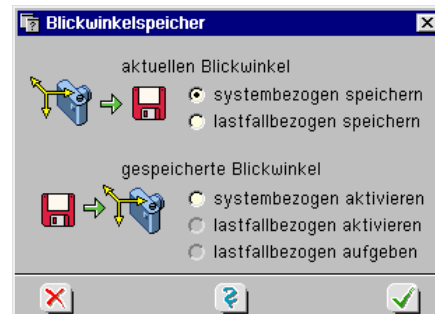 Blickwinkelspeicher
aktuellen Blickwinkel
systembezogen speichern
lastfallbezogen speichern
gespeicherte Blickwinkel
systembezogen aktivieren
lastfallbezogen aktivieren
lastfallbezogen aufgeben